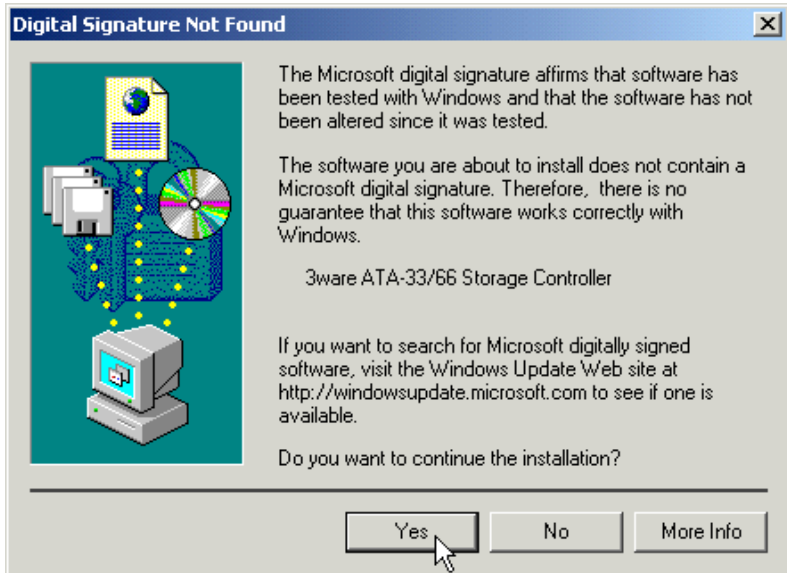 Digital Signature Not Found
The Microsoft digital signature affirms that software has
been tested with Windows and that the software has not
been altered since it was tested.
The software you are about to install does not contain a
Microsoft digital signature. Therefore,  there is no
guarantee that this software works correctly with
Windows.
3ware ATA-33/66 Storage Controller
If you want to search for Microsoft digitally signed
software, visit the Windows Update Web site at
http://windowsupdate.microsoft.com to see if one is
available.
Do you want to continue the installation?
Yes No More Info